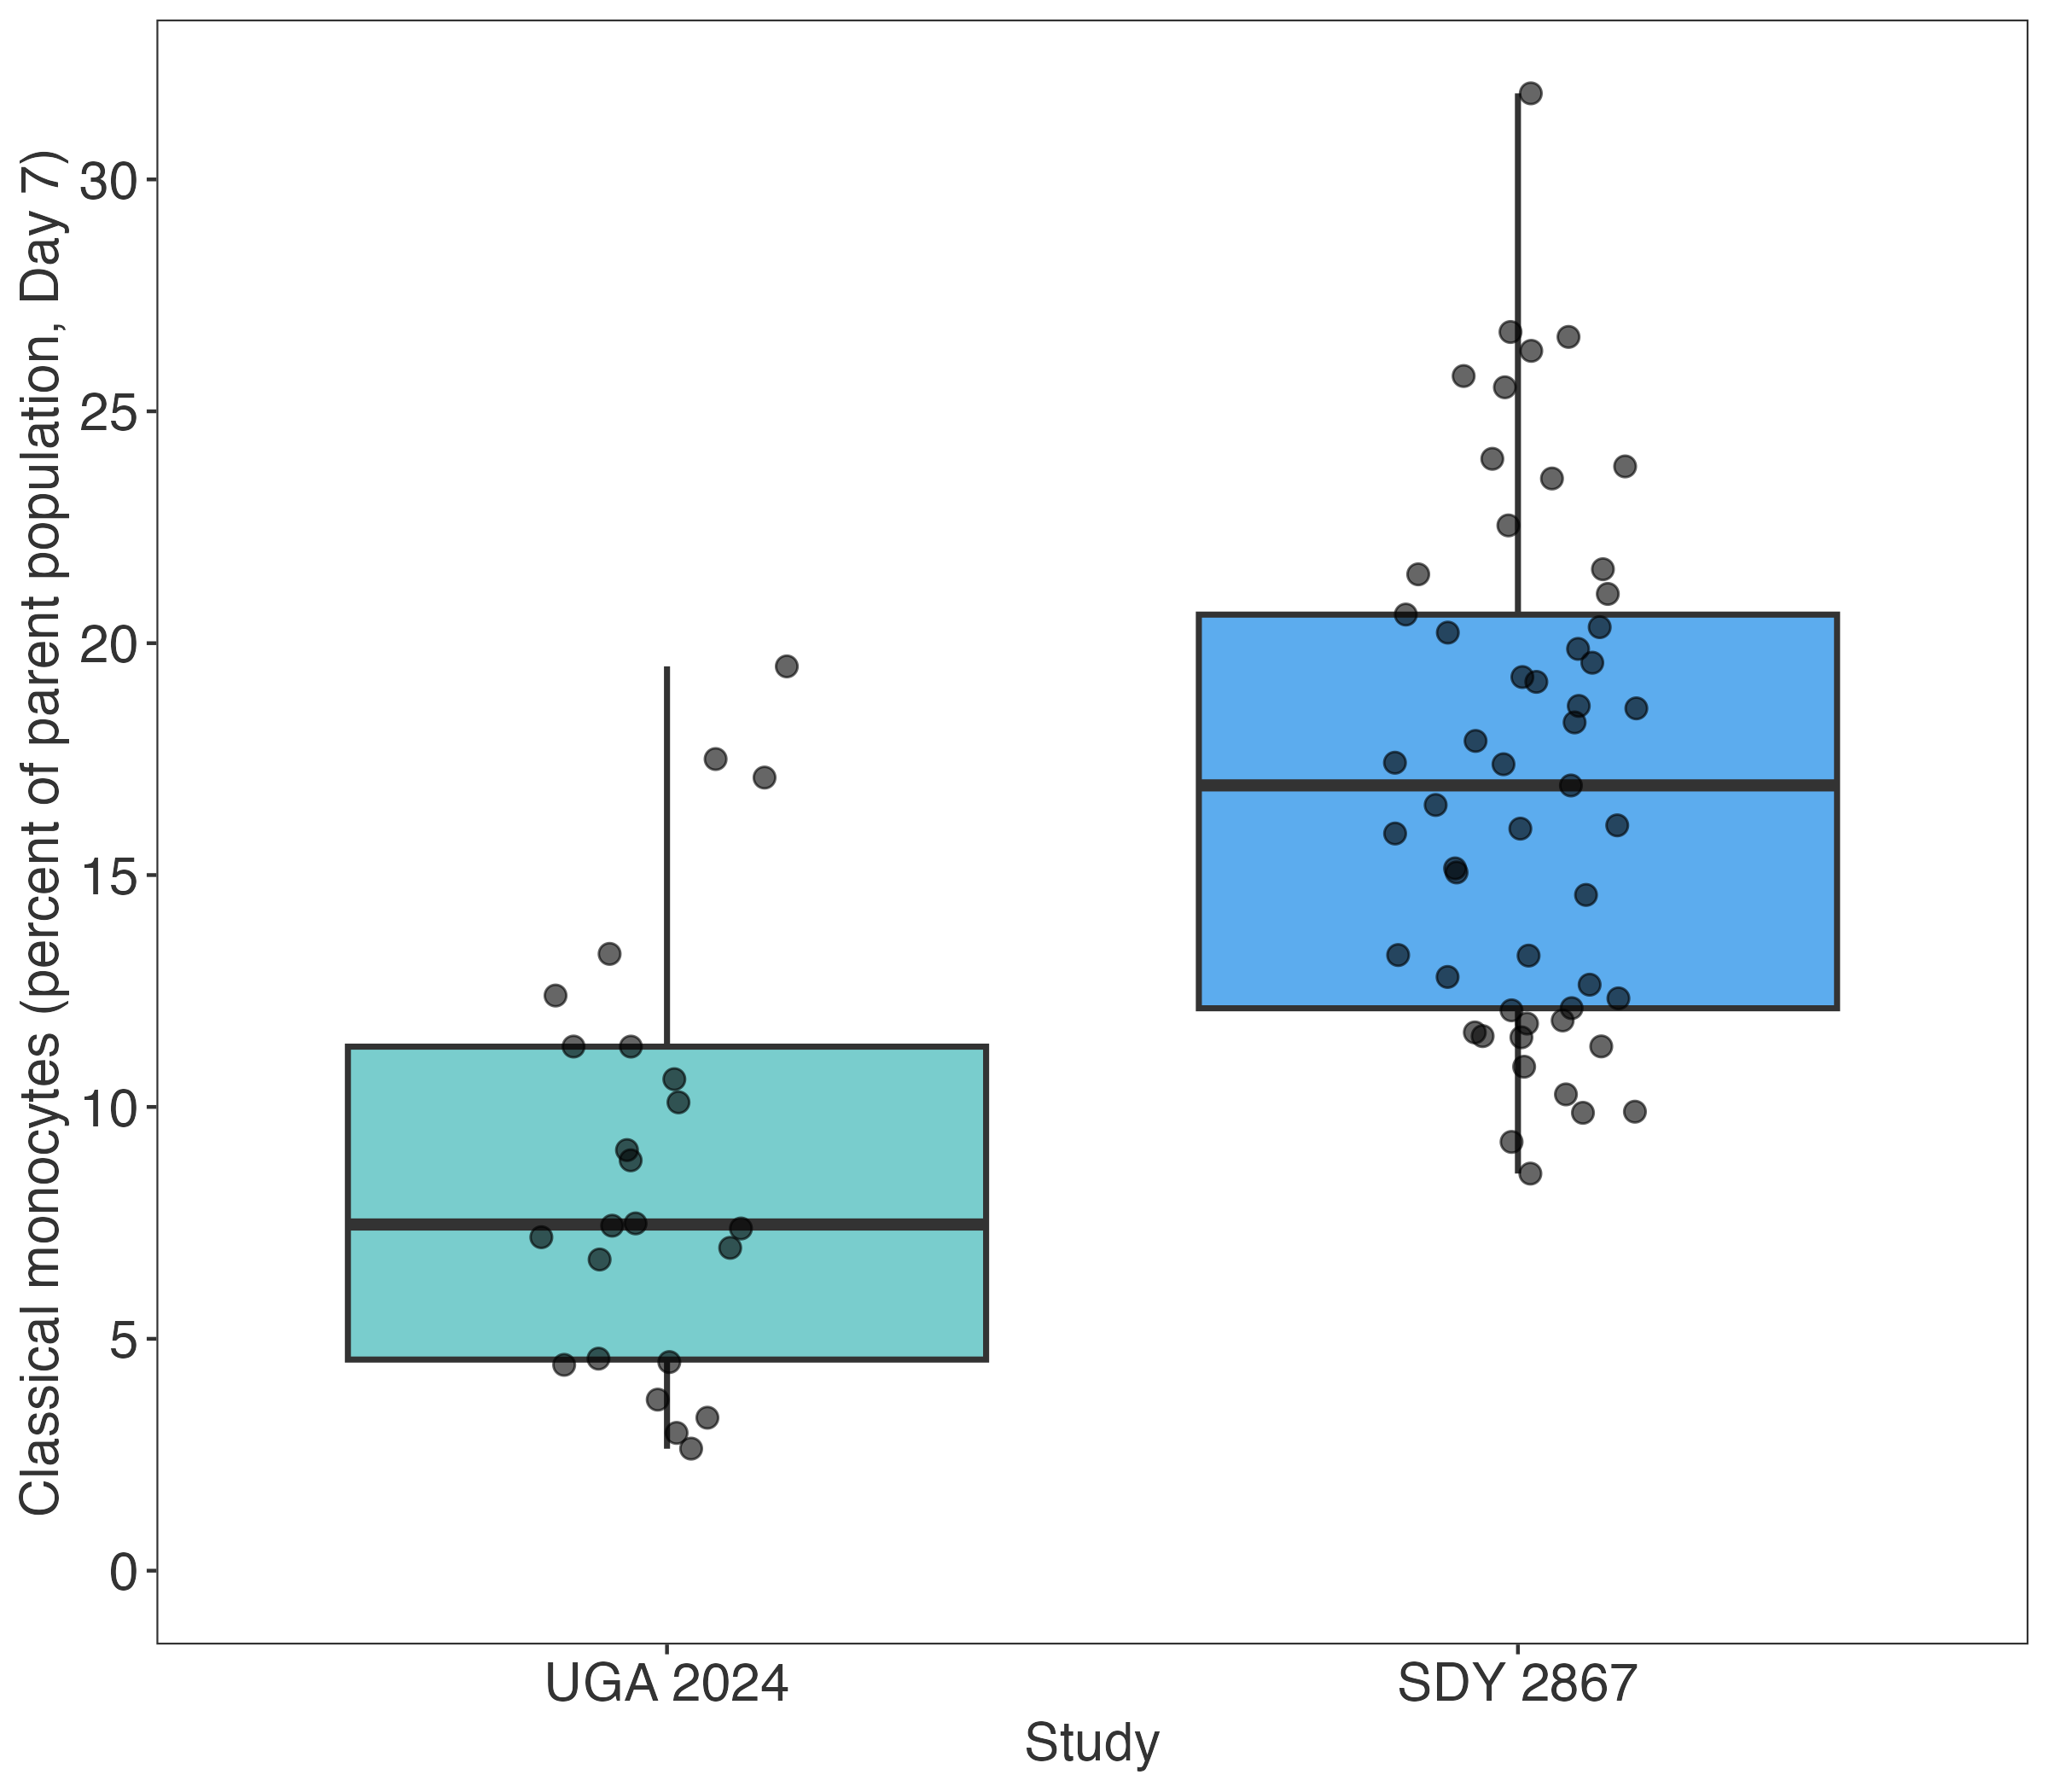 Classical monocytes (percent of parent population, Day 7)
30
25
20
15
10
5
0
UGA 2024
SDY 2867
Study